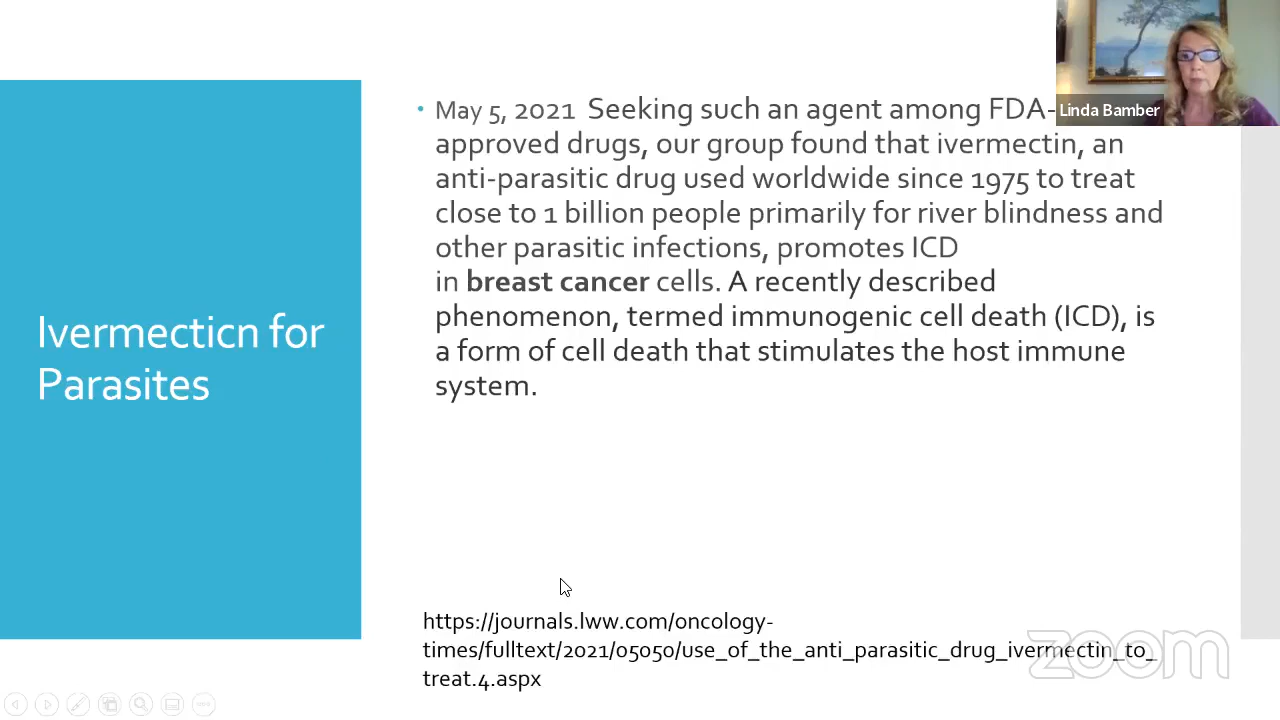 Linda Bamber
Ivermecticn for
Parasites
• May 5, 2021 Seeking such an agent among FDA-
approved drugs, our group found that ivermectin, an
anti-parasitic drug used worldwide since 1975 to treat
close to 1 billion people primarily for river blindness and
other parasitic infections, promotes ICD
in breast cancer cells. A recently described
phenomenon, termed immunogenic cell death (ICD), is
a form of cell death that stimulates the host immune
system.
https://journals.lww.com/oncology-
times/fulltext/2021/05050/use_of_the_anti_parasitic_drug_ivermectin_to_
treat.4.aspx
zoom